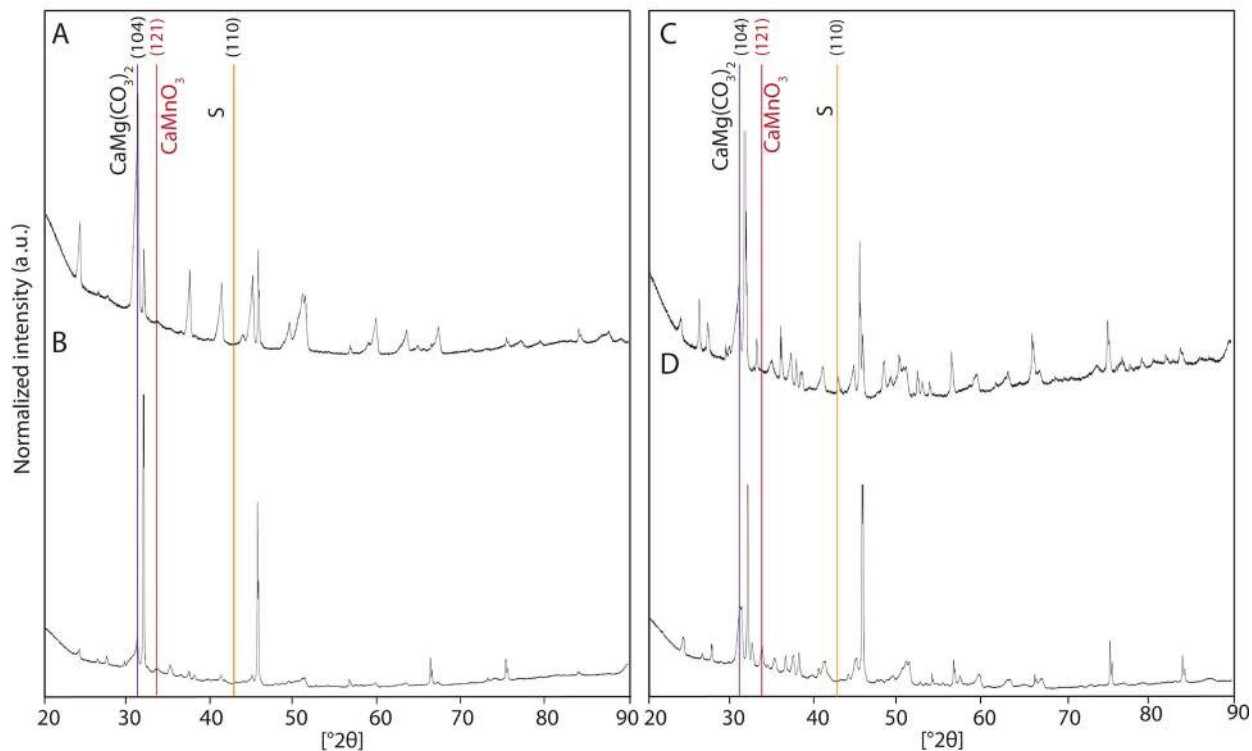 A
(104)
(121)
(110)
CaMg(CO₃)₂
CaMnO₃
S
B
C
(104)
(121)
(110)
CaMg(CO₃)₂
CaMnO₃
S
D
Normalized intensity (a.u.)
20 30 40 50 60 70 80 90
[°2θ]
20 30 40 50 60 70 80 90
[°2θ]